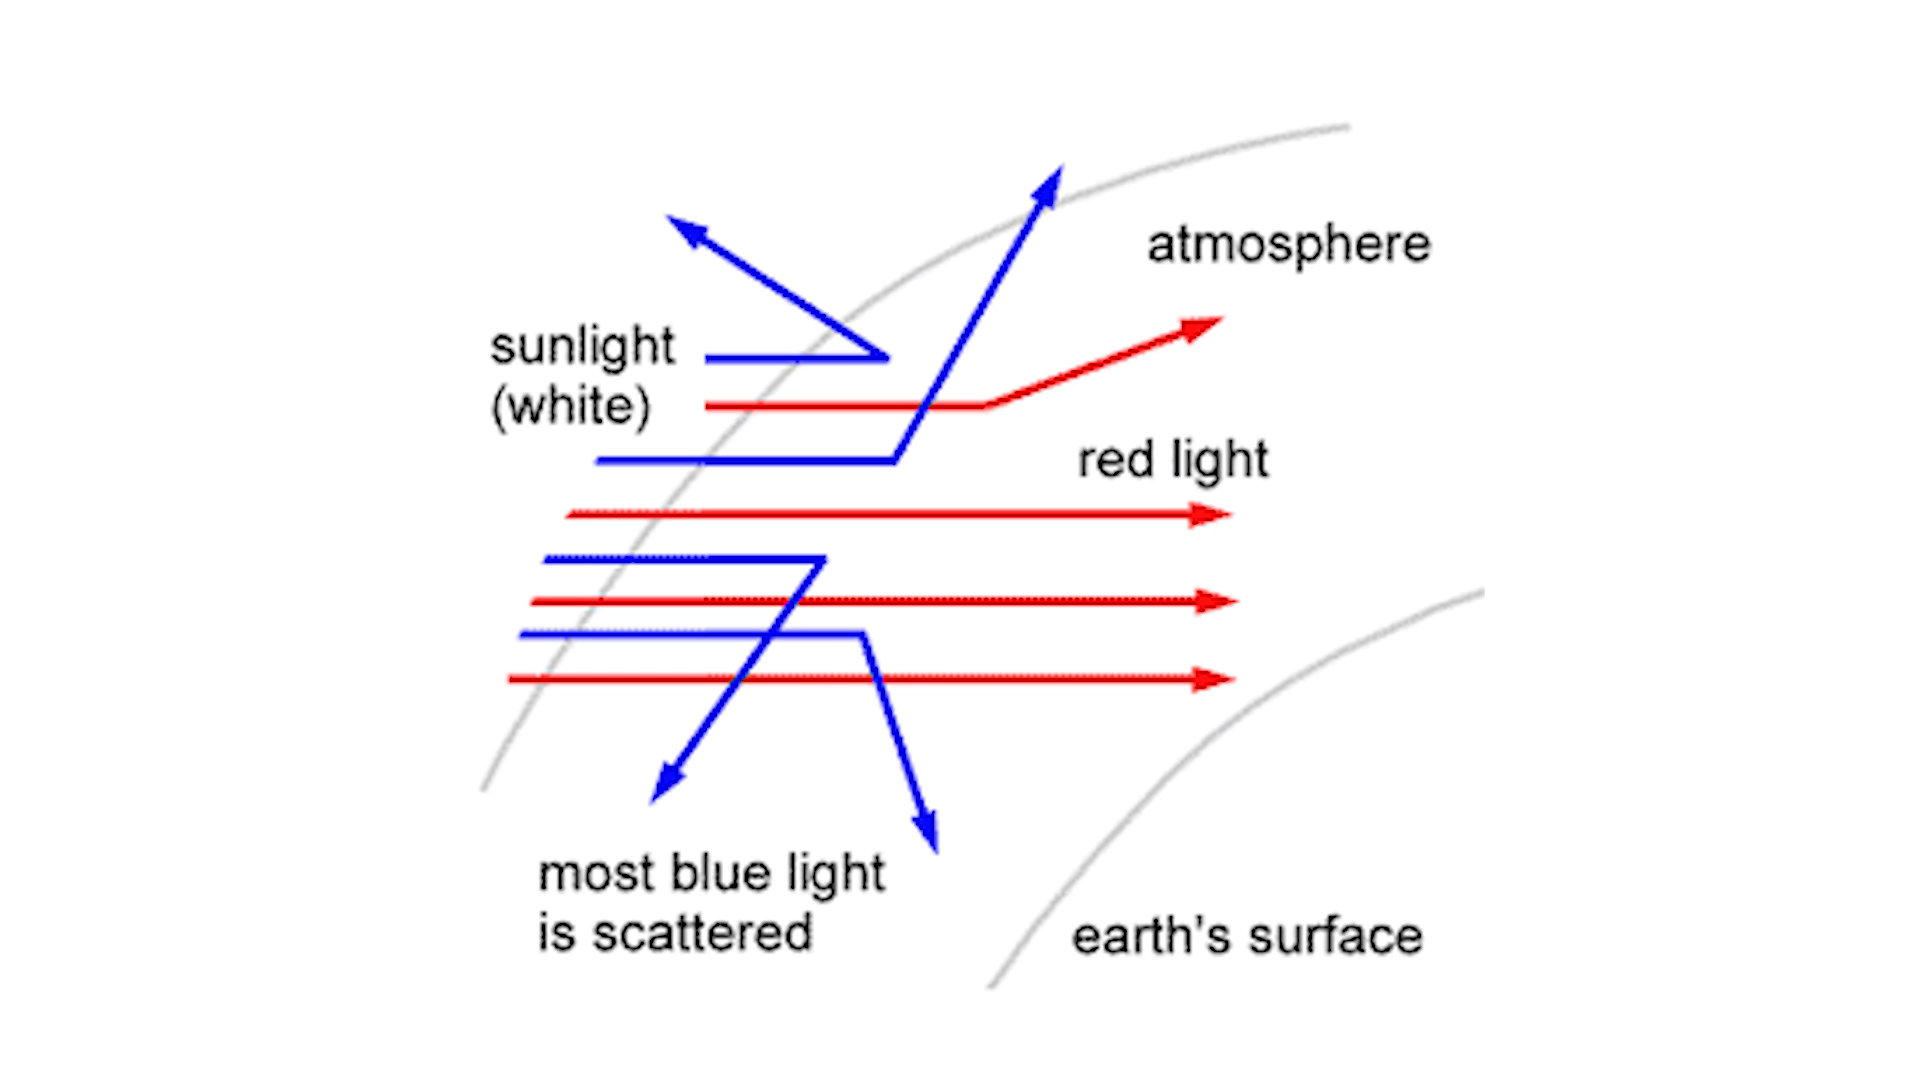 atmosphere
sunlight
(white)
red light
most blue light
is scattered
earth's surface